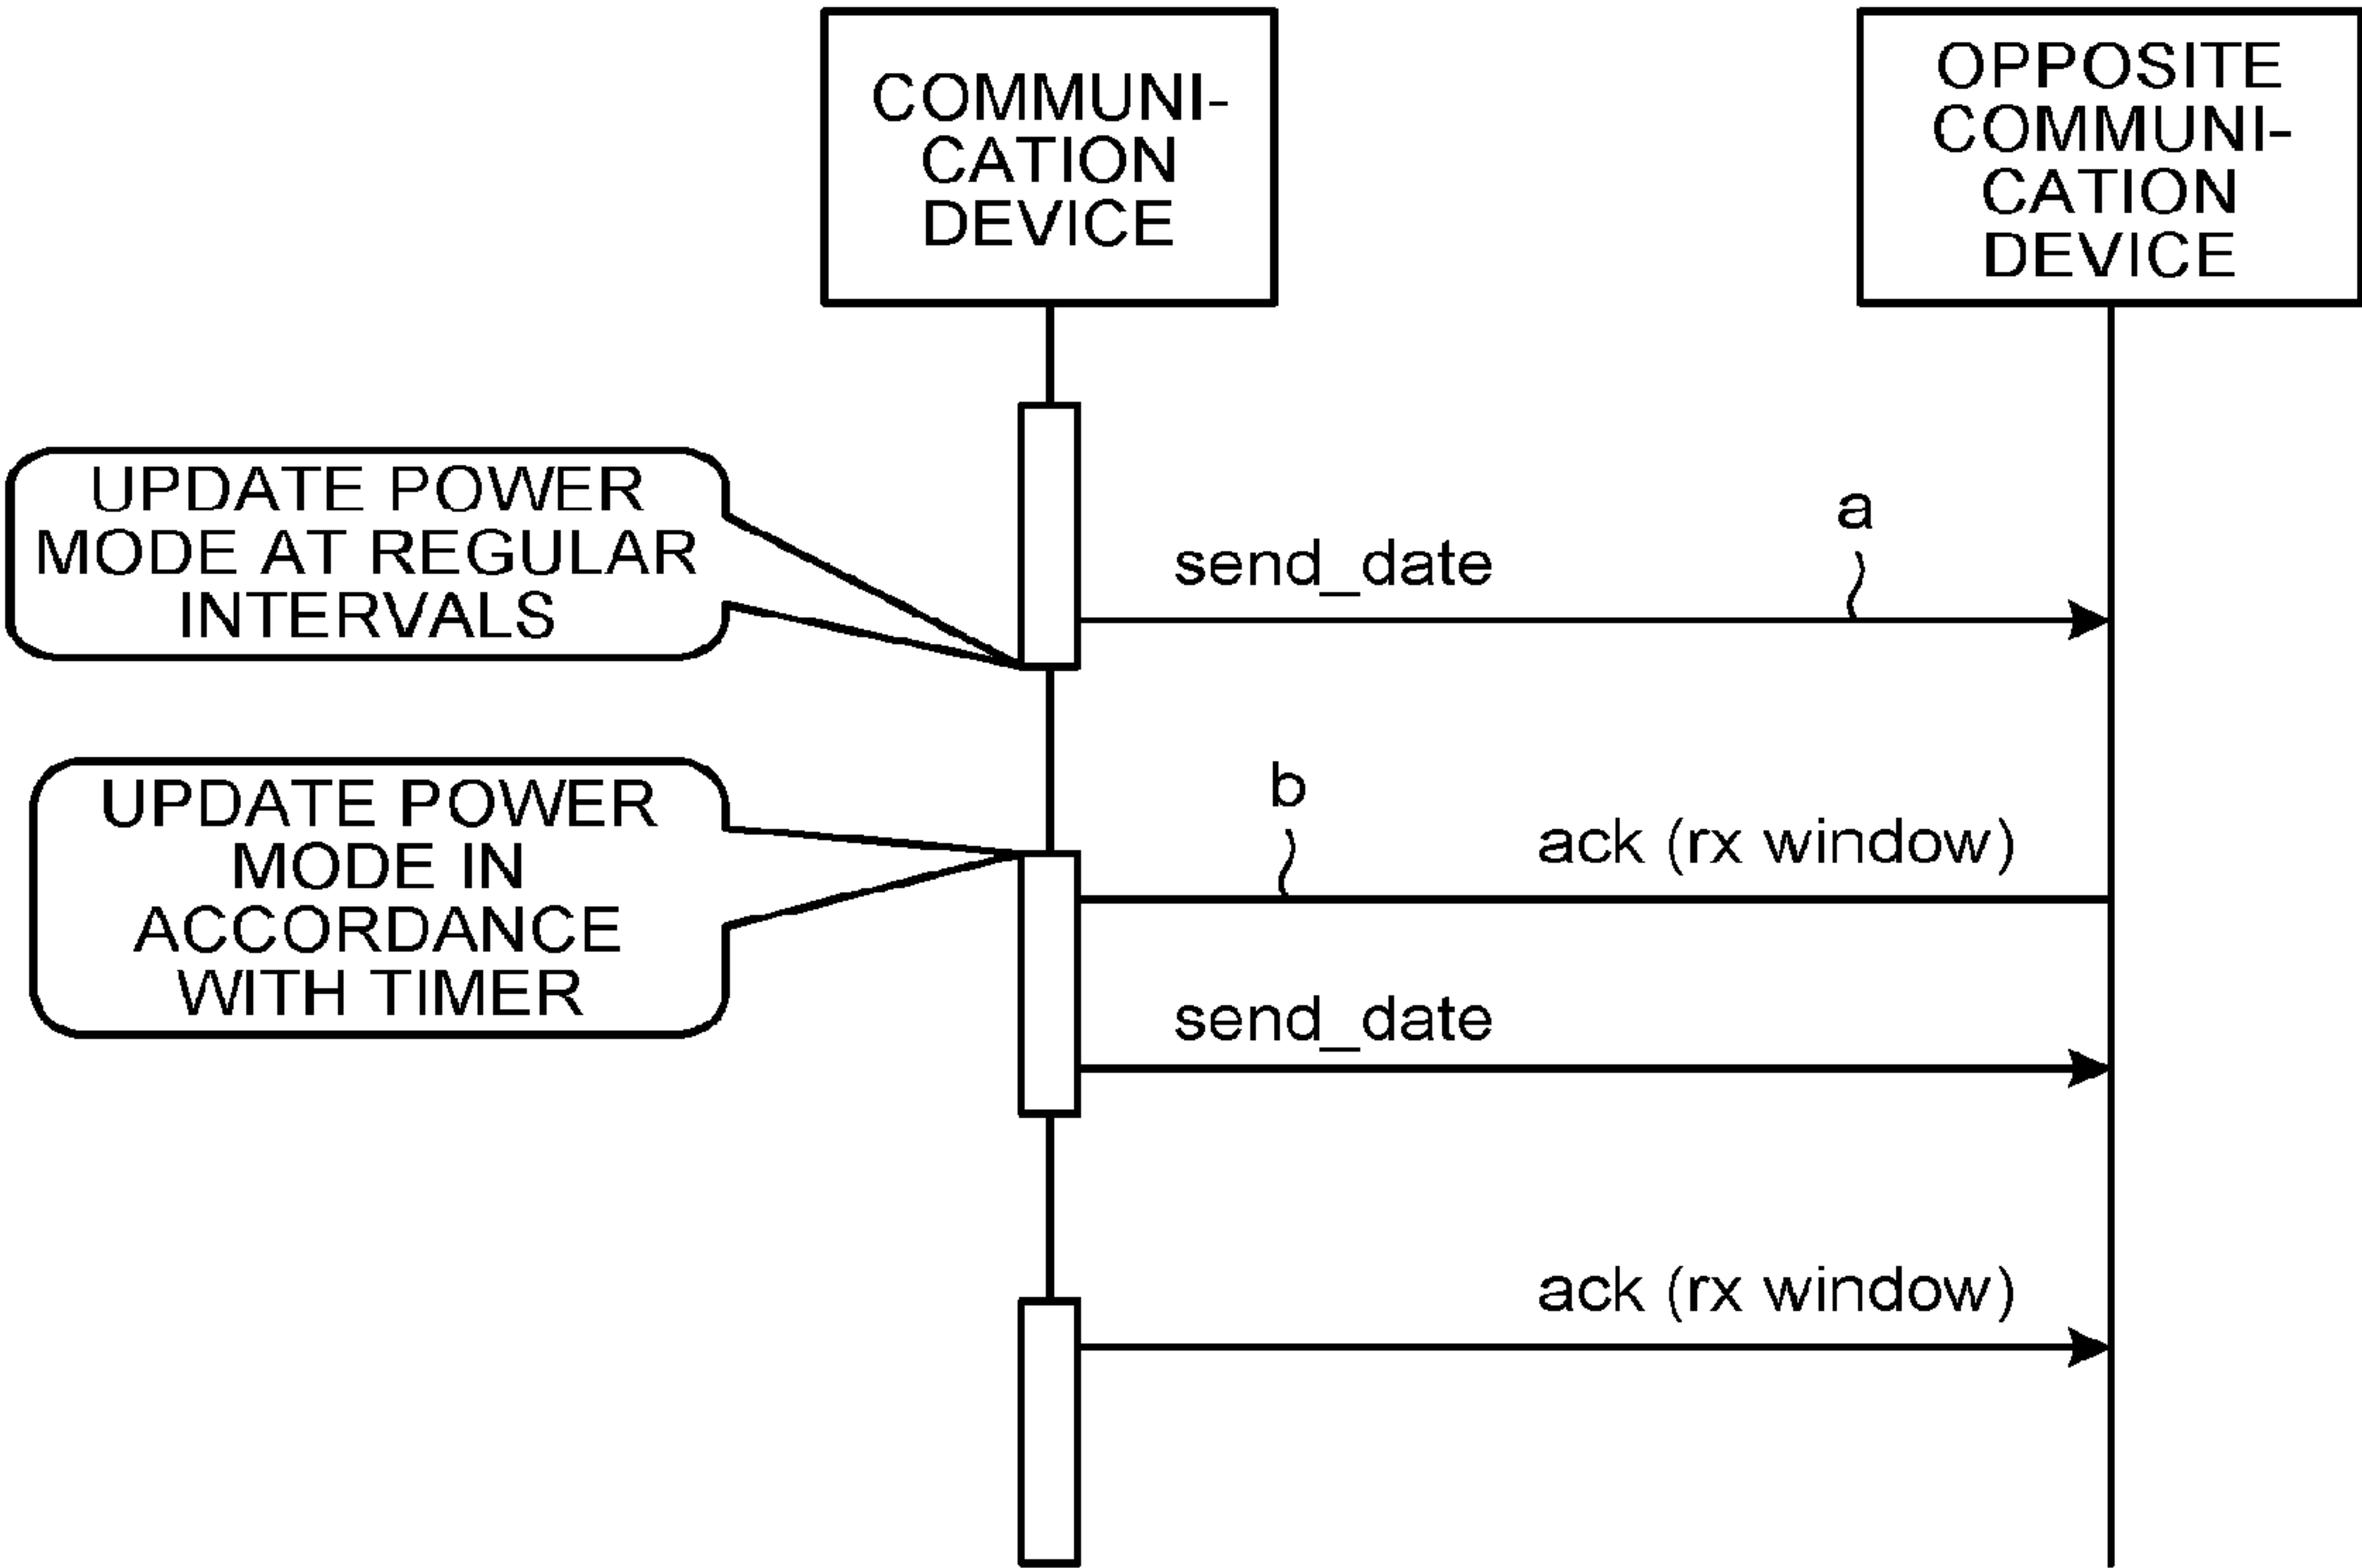 COMMUNI-
CATION
DEVICE
OPPOSITE
COMMUNI-
CATION
DEVICE
UPDATE POWER
MODE AT REGULAR
INTERVALS
send_date
a
UPDATE POWER
MODE IN
ACCORDANCE
WITH TIMER
b
ack (rx window)
send_date
ack (rx window)